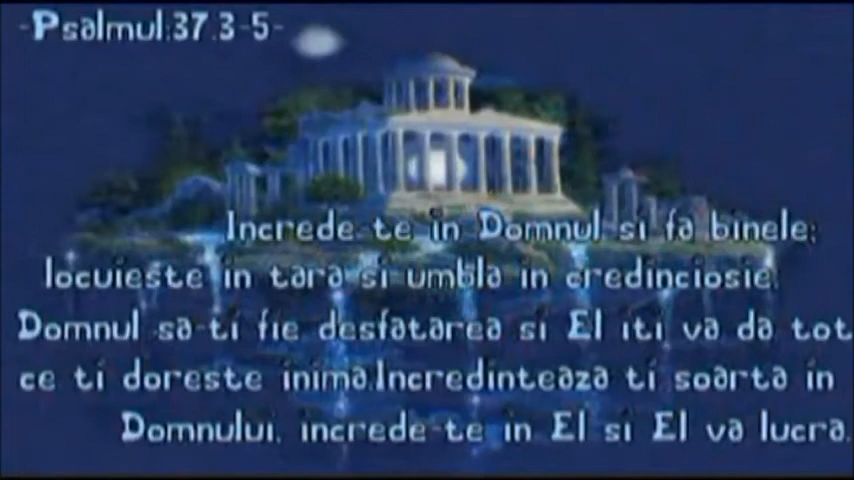 -Psalmul:37.3-5-
Increde-te in Domnul si fa binele;
locuieste in tara si umbla in credinciosie.
Domnul sa-ti fie desfatarea si El iti va da tot
ce ti doreste inima.Incredinteaza ti soarta in
Domnului, increde-te in El si El va lucra.